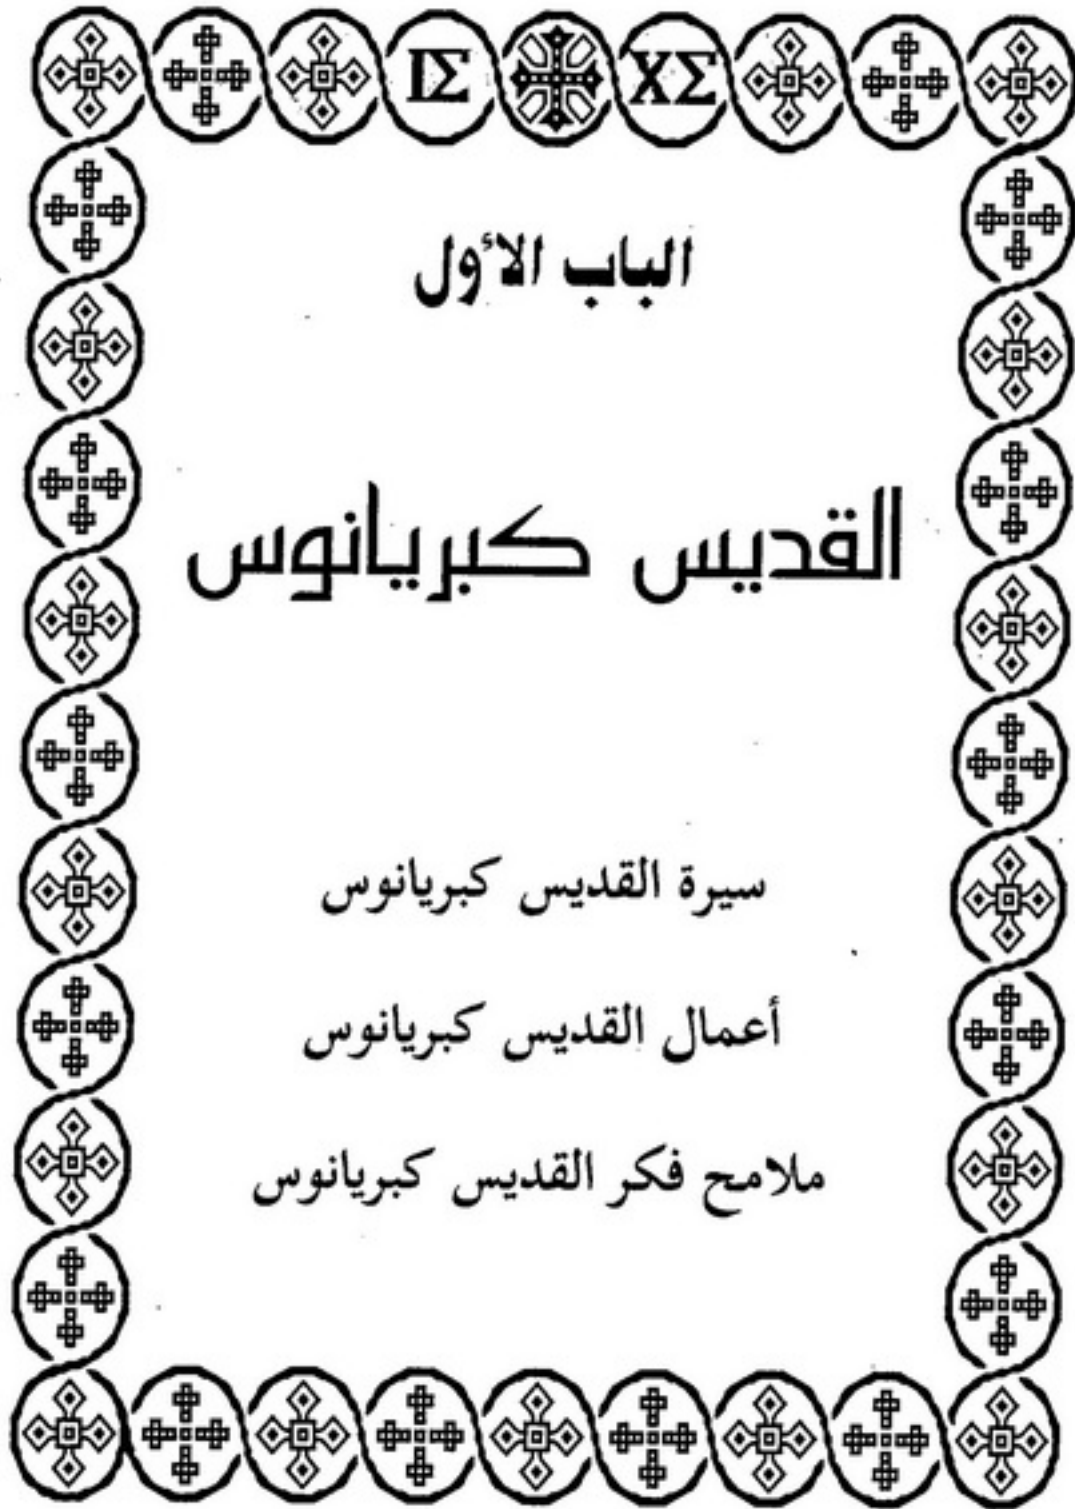 ΙΣ ΧΣ
الباب الأول
القديس كبريانوس
سيرة القديس كبريانوس
أعمال القديس كبريانوس
ملامح فكر القديس كبريانوس